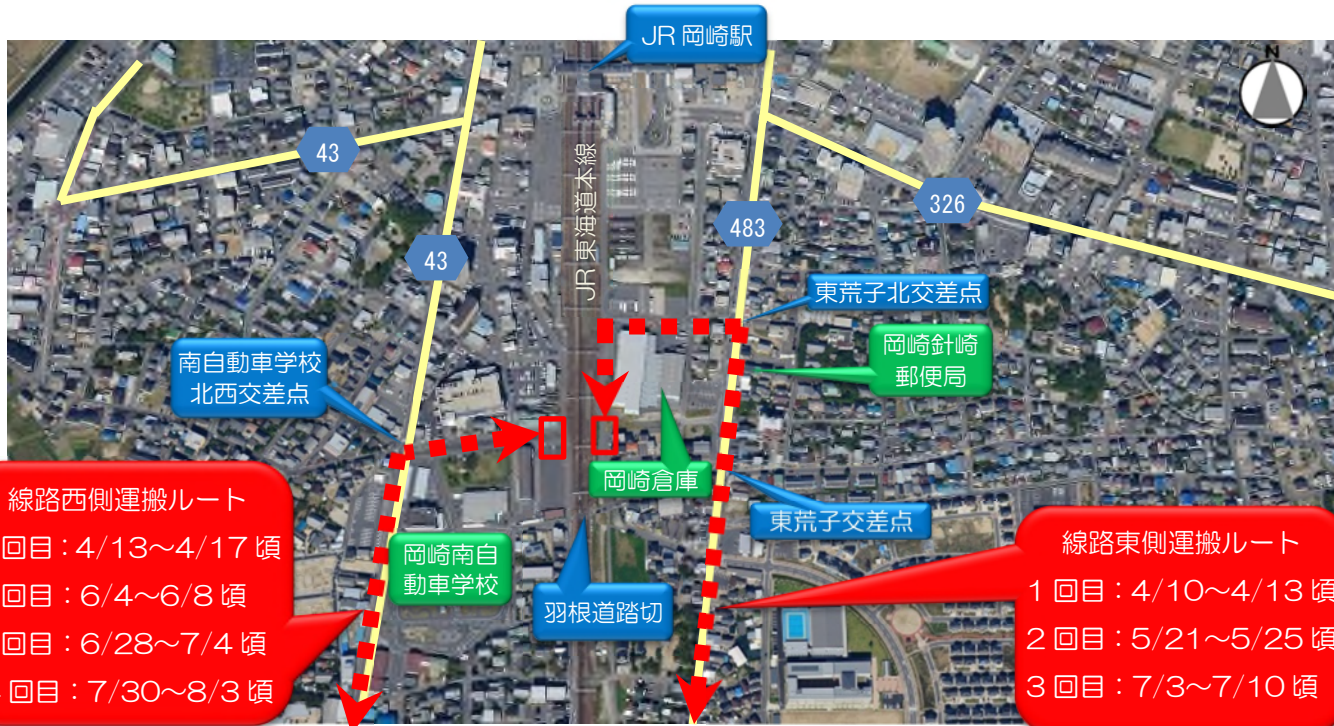 JR 岡崎駅
N
43
43
JR 東海道本線
483
326
東荒子北交差点
岡崎針崎
郵便局
南自動車学校
北西交差点
岡崎倉庫
東荒子交差点
線路西側運搬ルート
回目：4/13～4/17 頃
回目：6/4～6/8 頃
回目：6/28～7/4 頃
回目：7/30～8/3 頃
岡崎南自
動車学校
羽根道踏切
線路東側運搬ルート
1 回目：4/10～4/13 頃
2 回目：5/21～5/25 頃
3 回目：7/3～7/10 頃